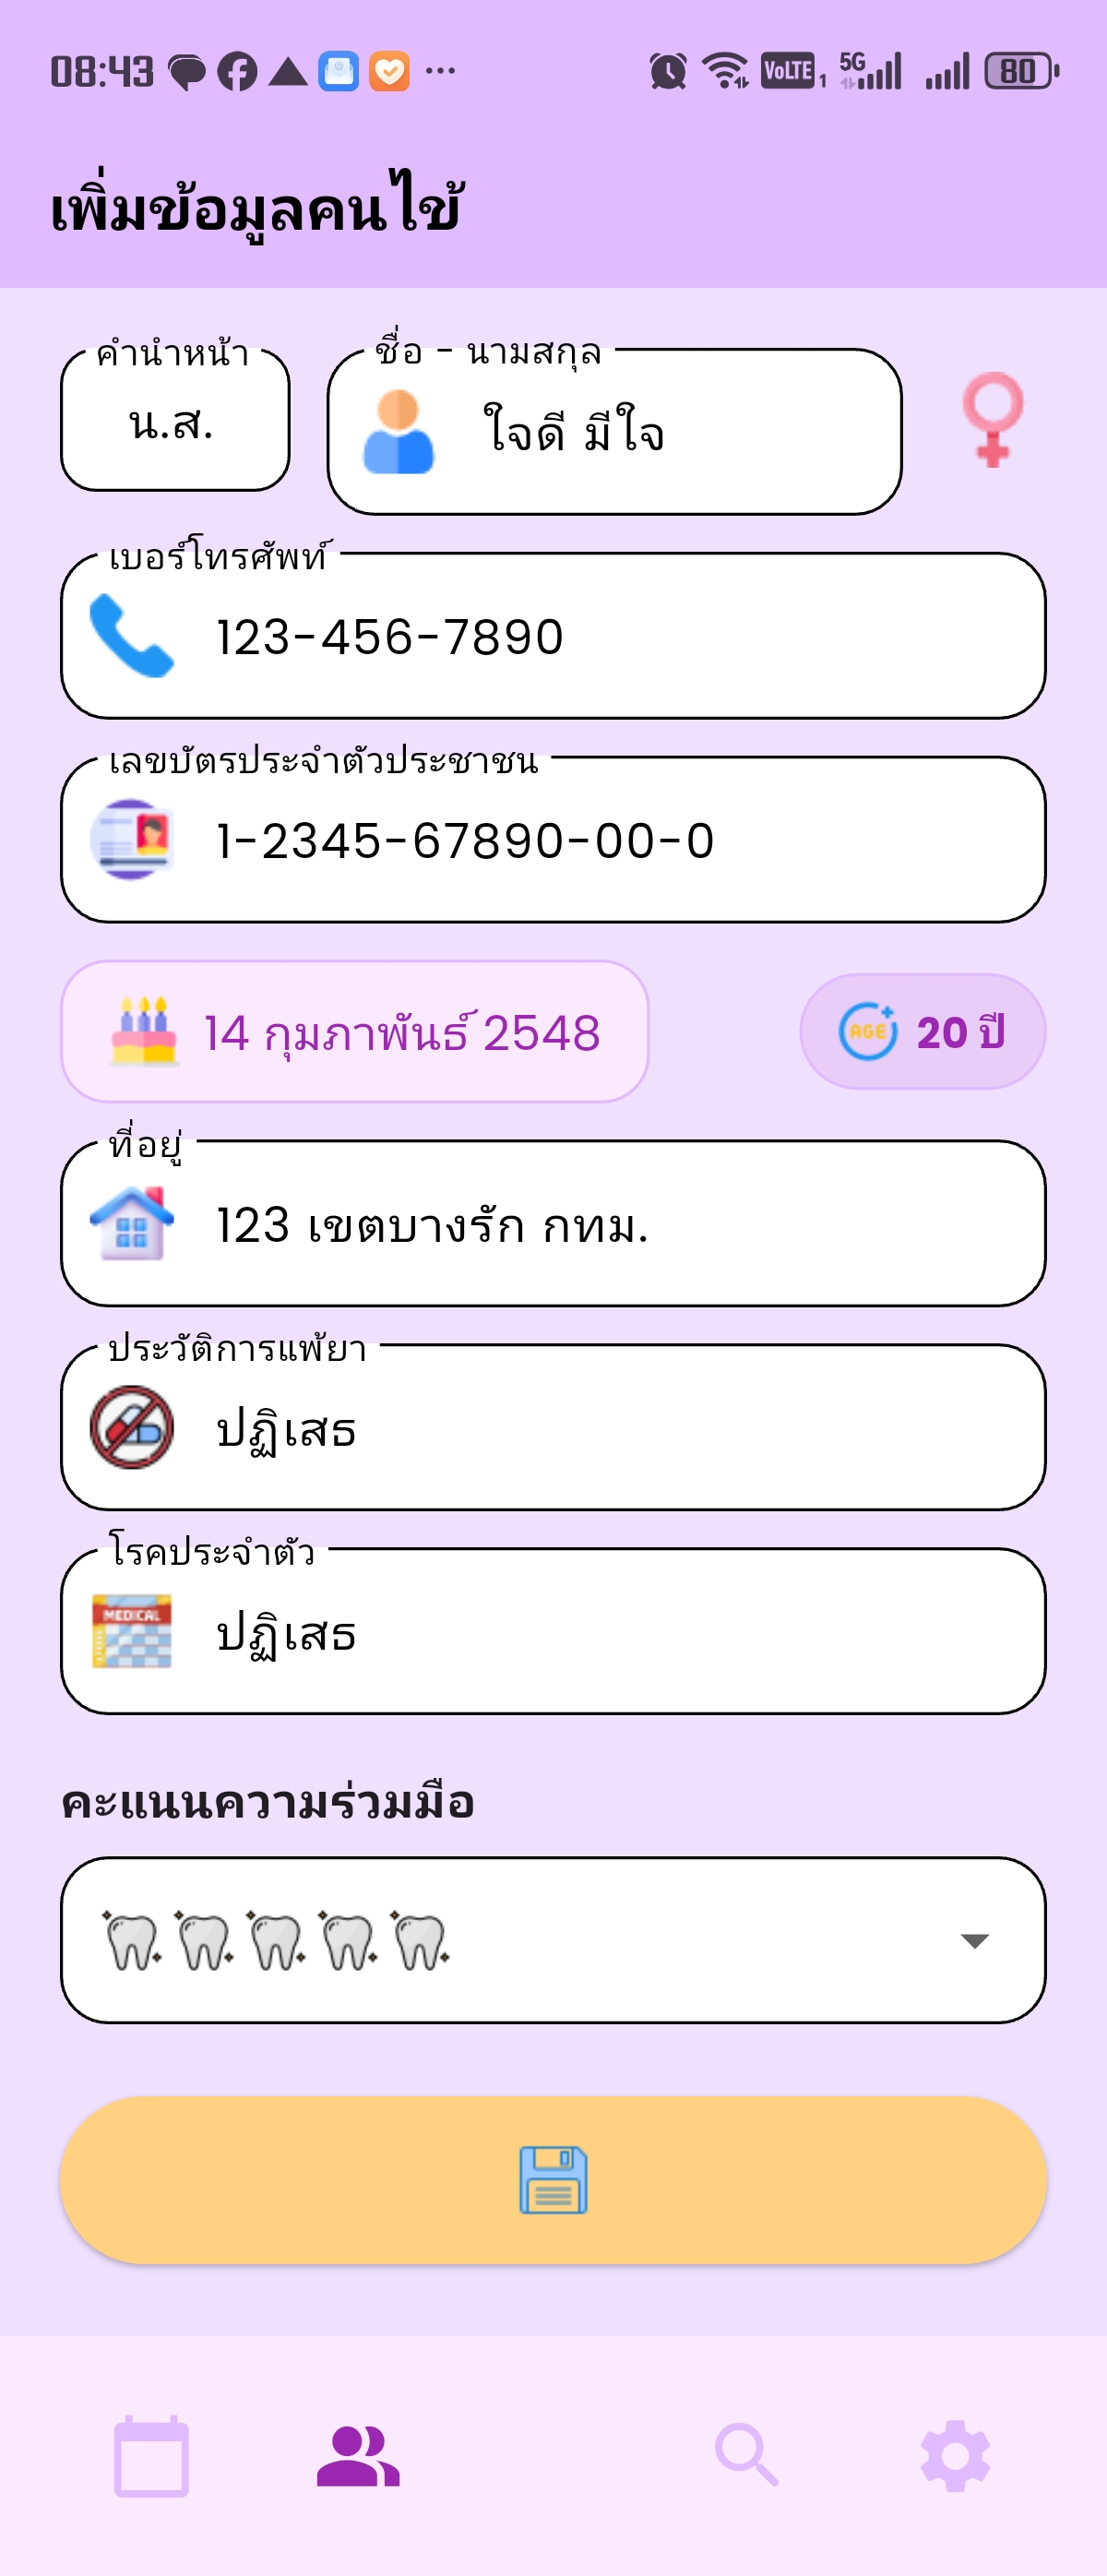 08:43
VoLTE 1 5G 80
เพิ่มข้อมูลคนไข้
คำนำหน้า ชื่อ - นามสกุล
น.ส. ใจดี มีใจ
เบอร์โทรศัพท์
123-456-7890
เลขบัตรประจำตัวประชาชน
1-2345-67890-00-0
14 กุมภาพันธ์ 2548 AGE 20 ปี
ที่อยู่
123 เขตบางรัก กทม.
ประวัติการแพ้ยา
ปฏิเสธ
โรคประจำตัว
MEDICAL ปฏิเสธ
คะแนนความร่วมมือ